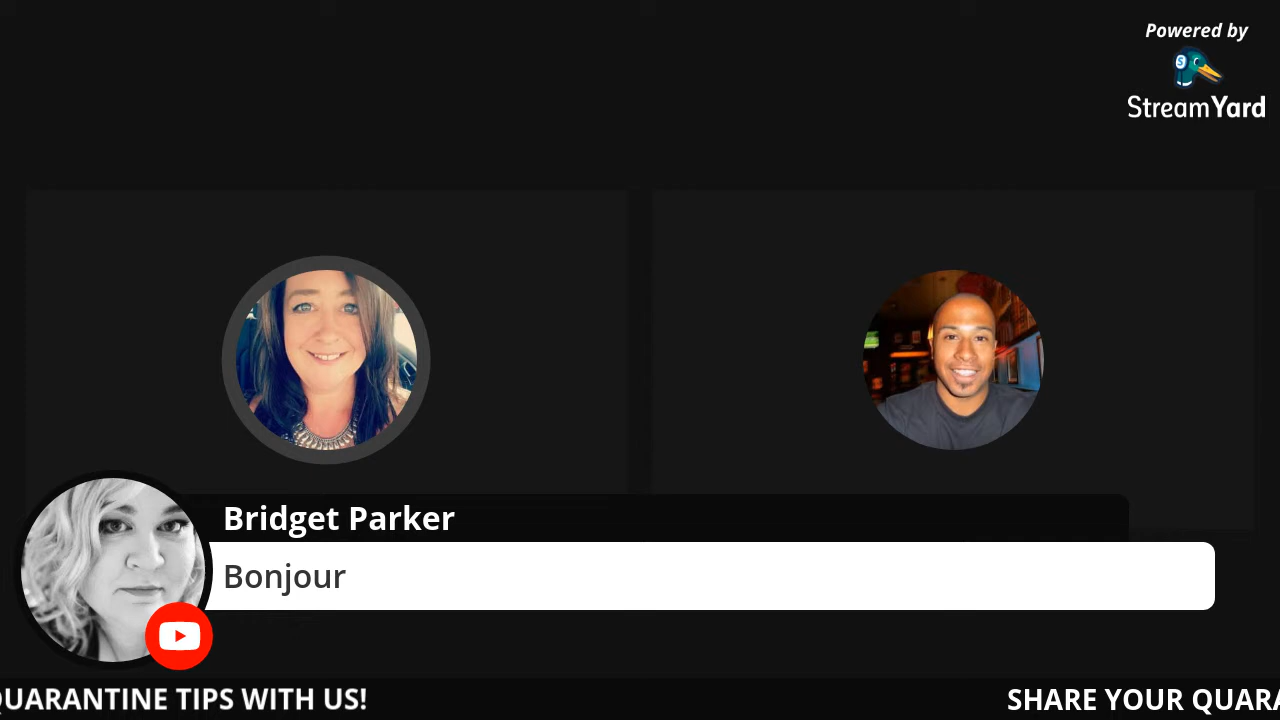 Powered by
StreamYard
Bridget Parker
Bonjour
QUARANTINE TIPS WITH US!
SHARE YOUR QUARA